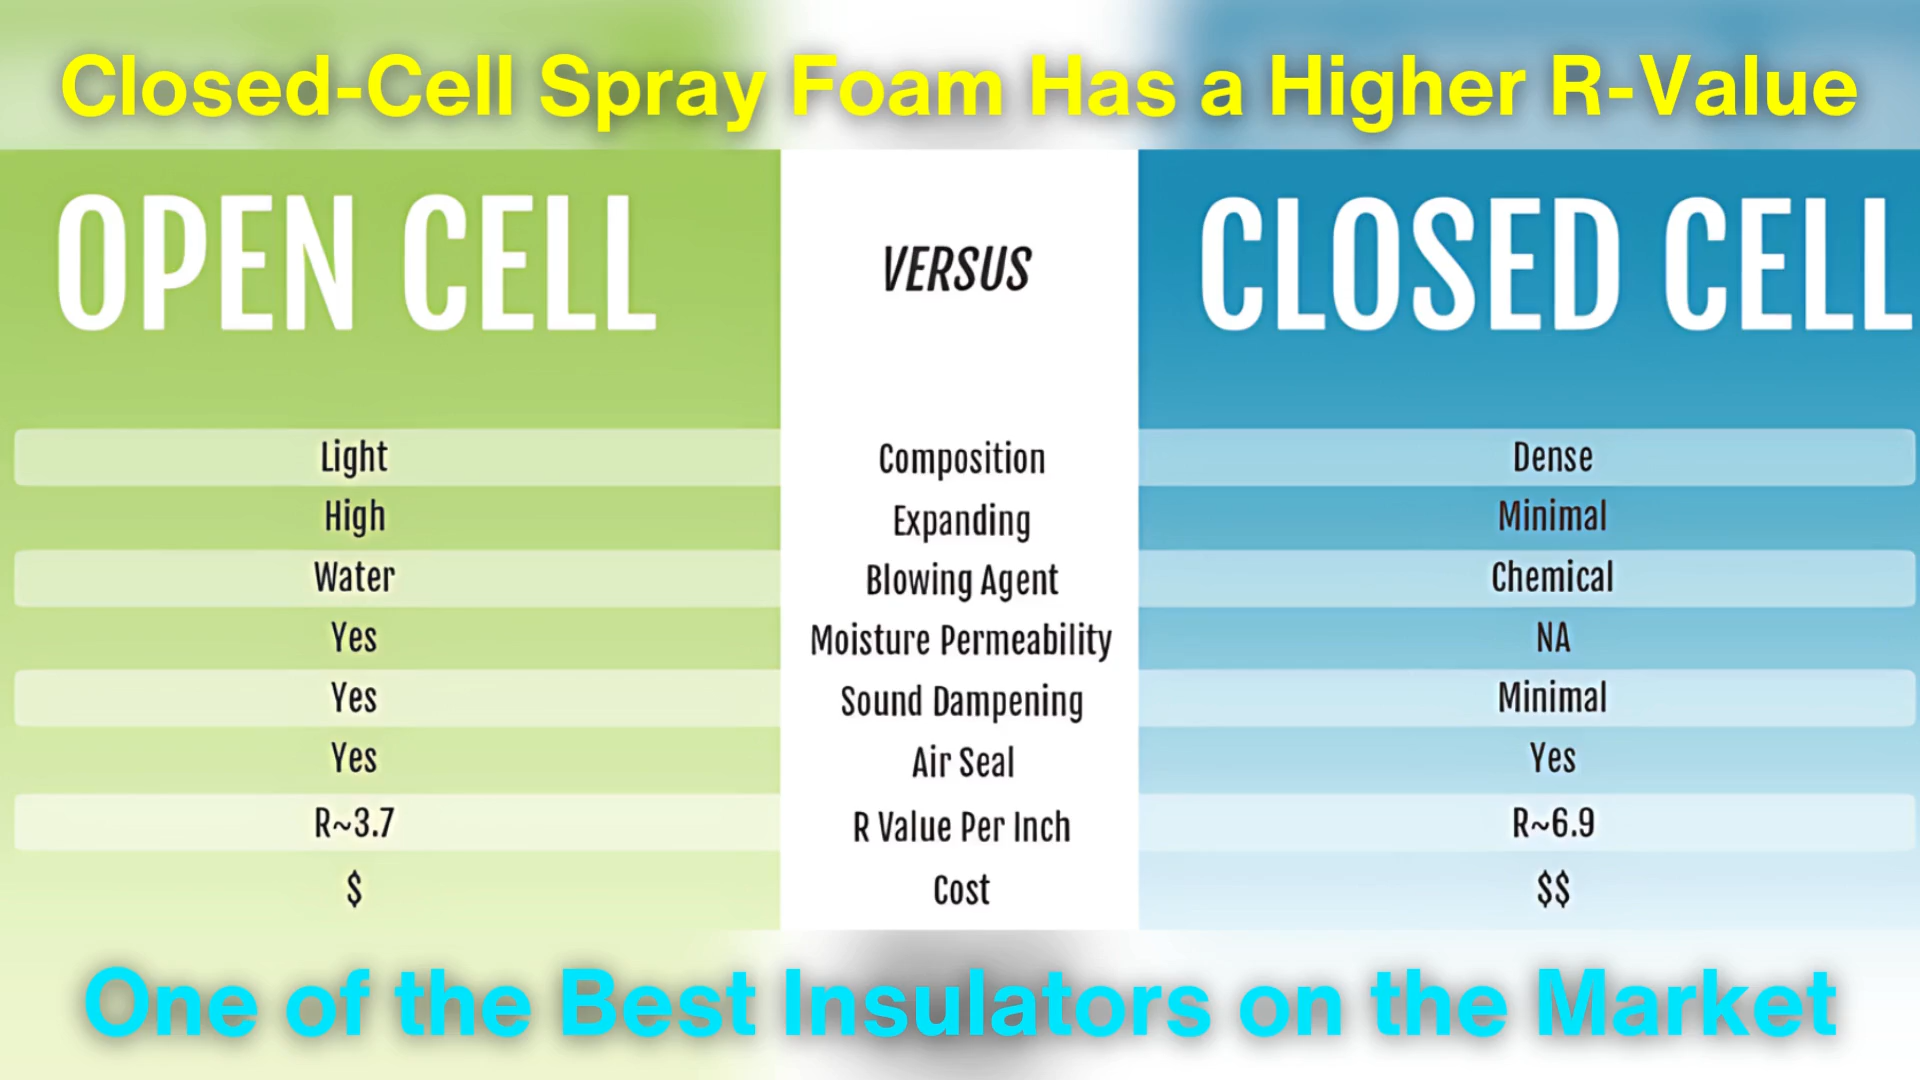 Closed-Cell Spray Foam Has a Higher R-Value
OPEN CELL VERSUS CLOSED CELL
Light Composition Dense
High Expanding Minimal
Water Blowing Agent Chemical
Yes Moisture Permeability NA
Yes Sound Dampening Minimal
Yes Air Seal Yes
R~3.7 R Value Per Inch R~6.9
$ Cost $$
One of the Best Insulators on the Market